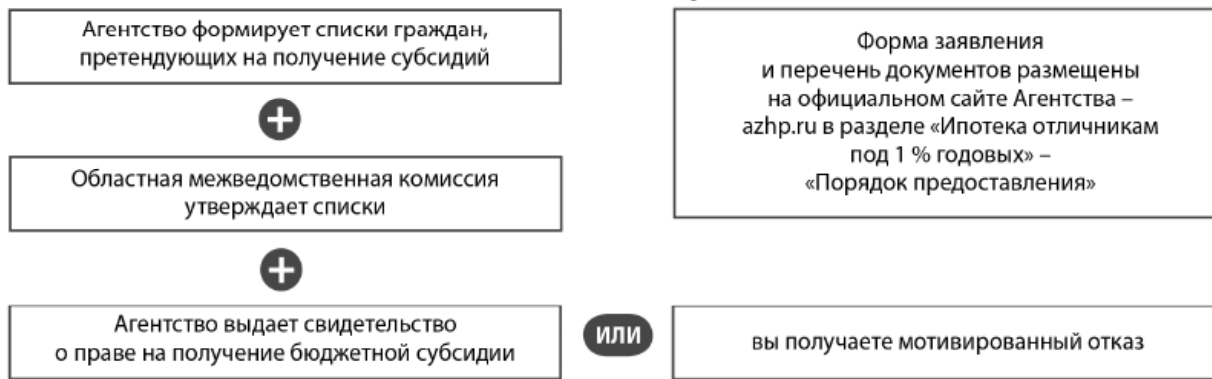 Агентство формирует списки граждан,
претендующих на получение субсидий
Форма заявления
и перечень документов размещены
на официальном сайте Агентства –
azhp.ru в разделе «Ипотека отличникам
под 1 % годовых» –
«Порядок предоставления»
Областная межведомственная комиссия
утверждает списки
Агентство выдает свидетельство
о праве на получение бюджетной субсидии
ИЛИ
вы получаете мотивированный отказ